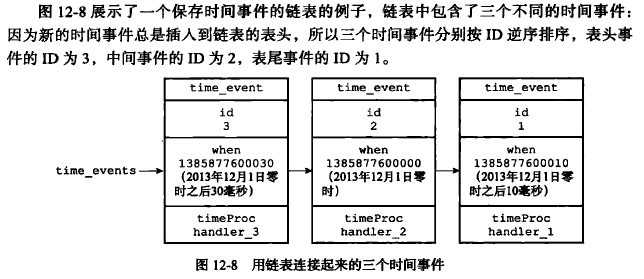 图 12-8 展示了一个保存时间事件的链表的例子，链表中包含了三个不同的时间事件：
因为新的时间事件总是插入到链表的表头，所以三个时间事件分别按 ID 逆序排序，表头事
件的 ID 为 3，中间事件的 ID 为 2，表尾事件的 ID 为 1。
time_events
time_event
id
3
when
1385877600030
(2013年12月1日零
时之后30毫秒)
timeProc
handler_3
time_event
id
2
when
1385877600000
(2013年12月1日零
时)
timeProc
handler_2
time_event
id
1
when
1385877600010
(2013年12月1日零
时之后10毫秒)
timeProc
handler_1
图 12-8 用链表连接起来的三个时间事件